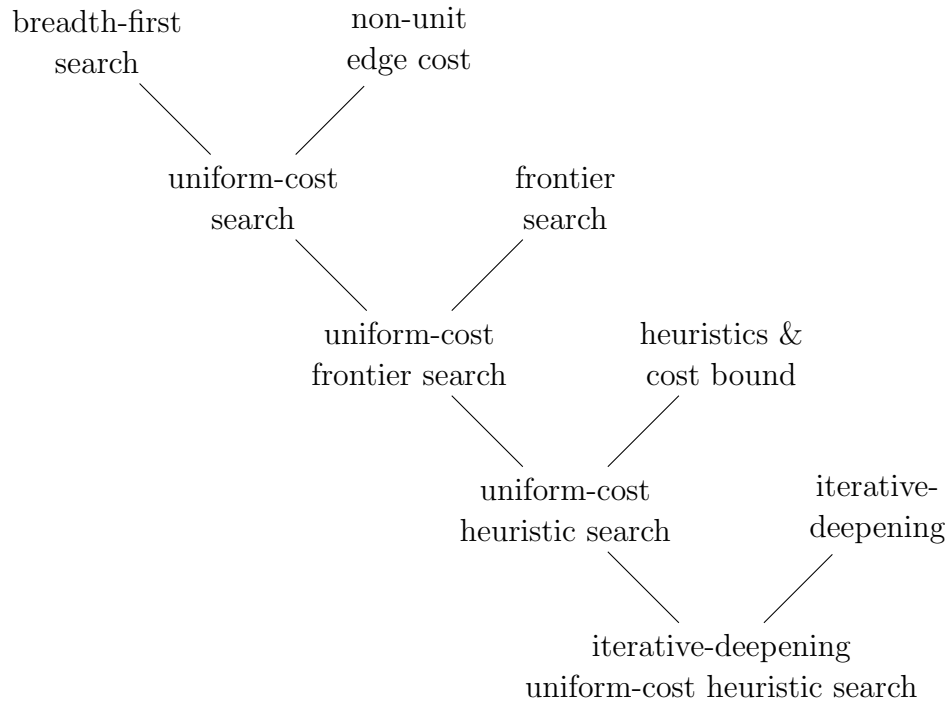 breadth-first
search
non-unit
edge cost
uniform-cost
search
frontier
search
uniform-cost
frontier search
heuristics &
cost bound
uniform-cost
heuristic search
iterative-
deepening
iterative-deepening
uniform-cost heuristic search